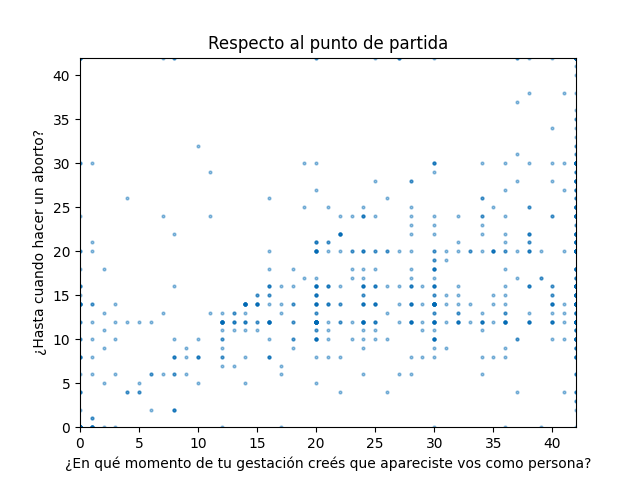 Respecto al punto de partida
¿Hasta cuando hacer un aborto?
40
35
30
25
20
15
10
5
0
0 5 10 15 20 25 30 35 40
¿En qué momento de tu gestación creés que apareciste vos como persona?